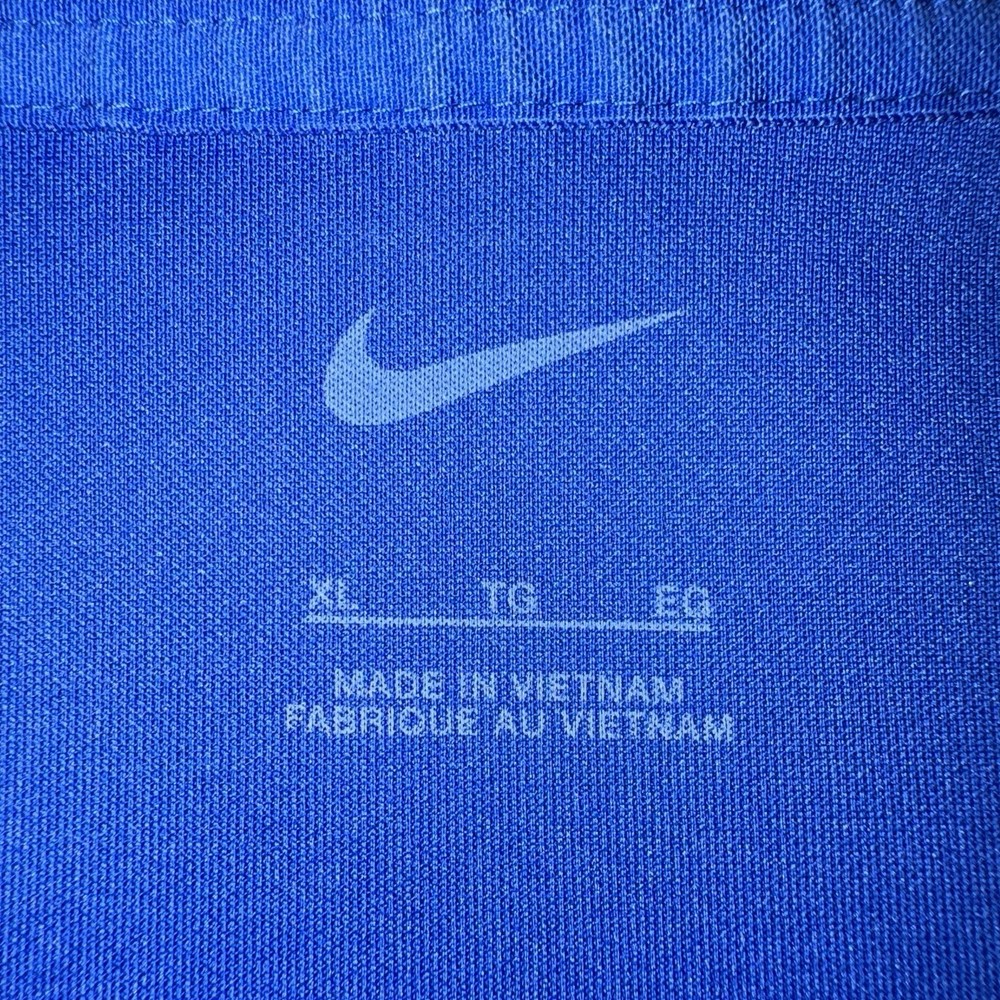 XL TG EG
MADE IN VIETNAM
FABRIQUE AU VIETNAM